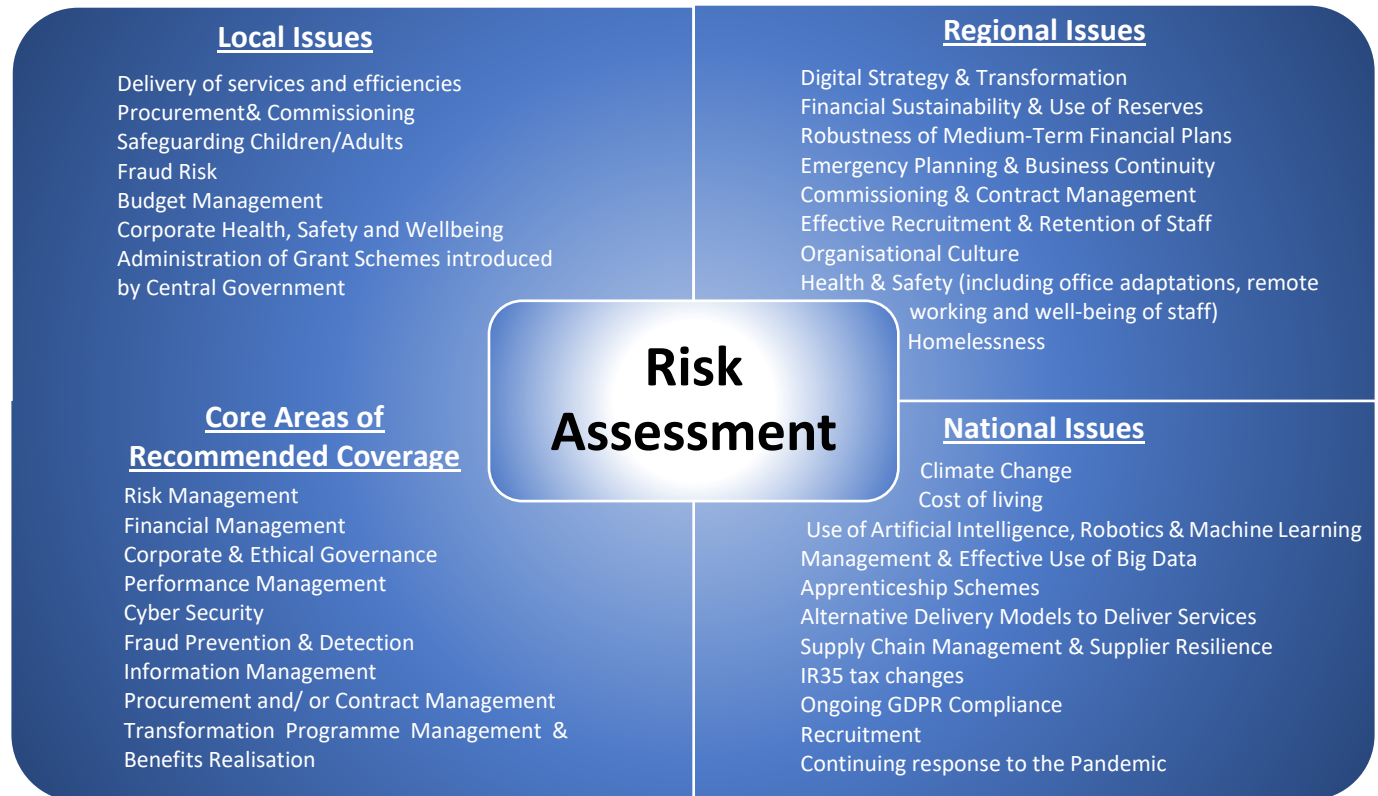 Local Issues
Delivery of services and efficiencies
Procurement& Commissioning
Safeguarding Children/Adults
Fraud Risk
Budget Management
Corporate Health, Safety and Wellbeing
Administration of Grant Schemes introduced
by Central Government
Regional Issues
Digital Strategy & Transformation
Financial Sustainability & Use of Reserves
Robustness of Medium-Term Financial Plans
Emergency Planning & Business Continuity
Commissioning & Contract Management
Effective Recruitment & Retention of Staff
Organisational Culture
Health & Safety (including office adaptations, remote
working and well-being of staff)
Homelessness
Risk
Assessment
Core Areas of
Recommended Coverage
Risk Management
Financial Management
Corporate & Ethical Governance
Performance Management
Cyber Security
Fraud Prevention & Detection
Information Management
Procurement and/ or Contract Management
Transformation Programme Management &
Benefits Realisation
National Issues
Climate Change
Cost of living
Use of Artificial Intelligence, Robotics & Machine Learning
Management & Effective Use of Big Data
Apprenticeship Schemes
Alternative Delivery Models to Deliver Services
Supply Chain Management & Supplier Resilience
IR35 tax changes
Ongoing GDPR Compliance
Recruitment
Continuing response to the Pandemic